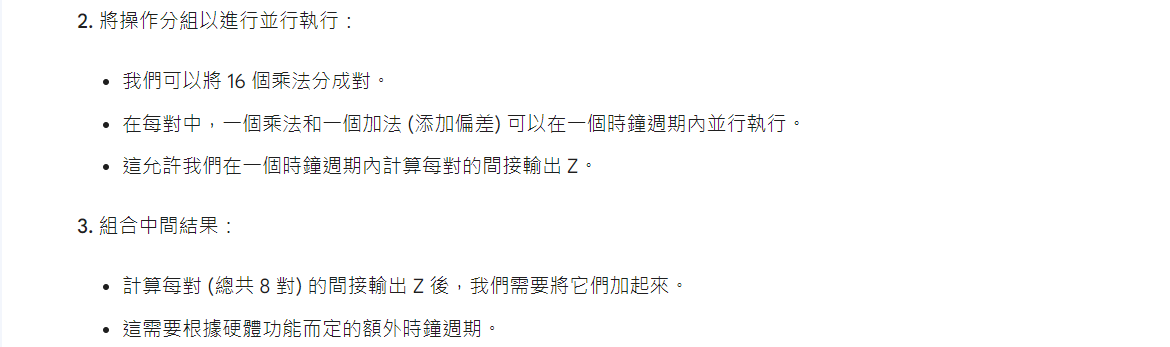 2. 將操作分組以進行並行執行：
• 我們可以將 16 個乘法分成對。
• 在每對中，一個乘法和一個加法 (添加偏差) 可以在一個時鐘週期內並行執行。
• 這允許我們在一個時鐘週期內計算每對的間接輸出 Z。
3. 組合中間結果：
• 計算每對 (總共 8 對) 的間接輸出 Z 後，我們需要將它們加起來。
• 這需要根據硬體功能而定的額外時鐘週期。